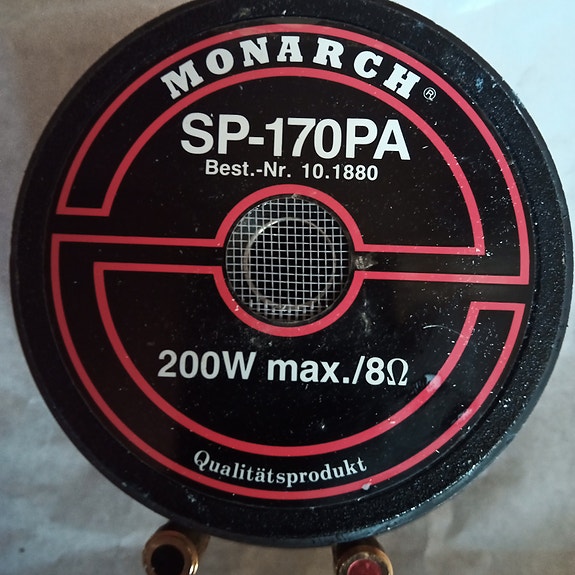 MONARCH®
SP-170PA
Best.-Nr. 10.1880
200W max./8Ω
Qualitätsprodukt